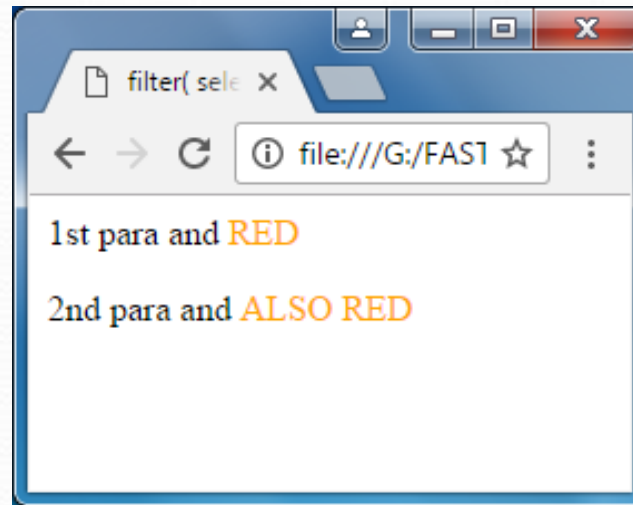 filter( sele
file:///G:/FAST
1st para and RED
2nd para and ALSO RED